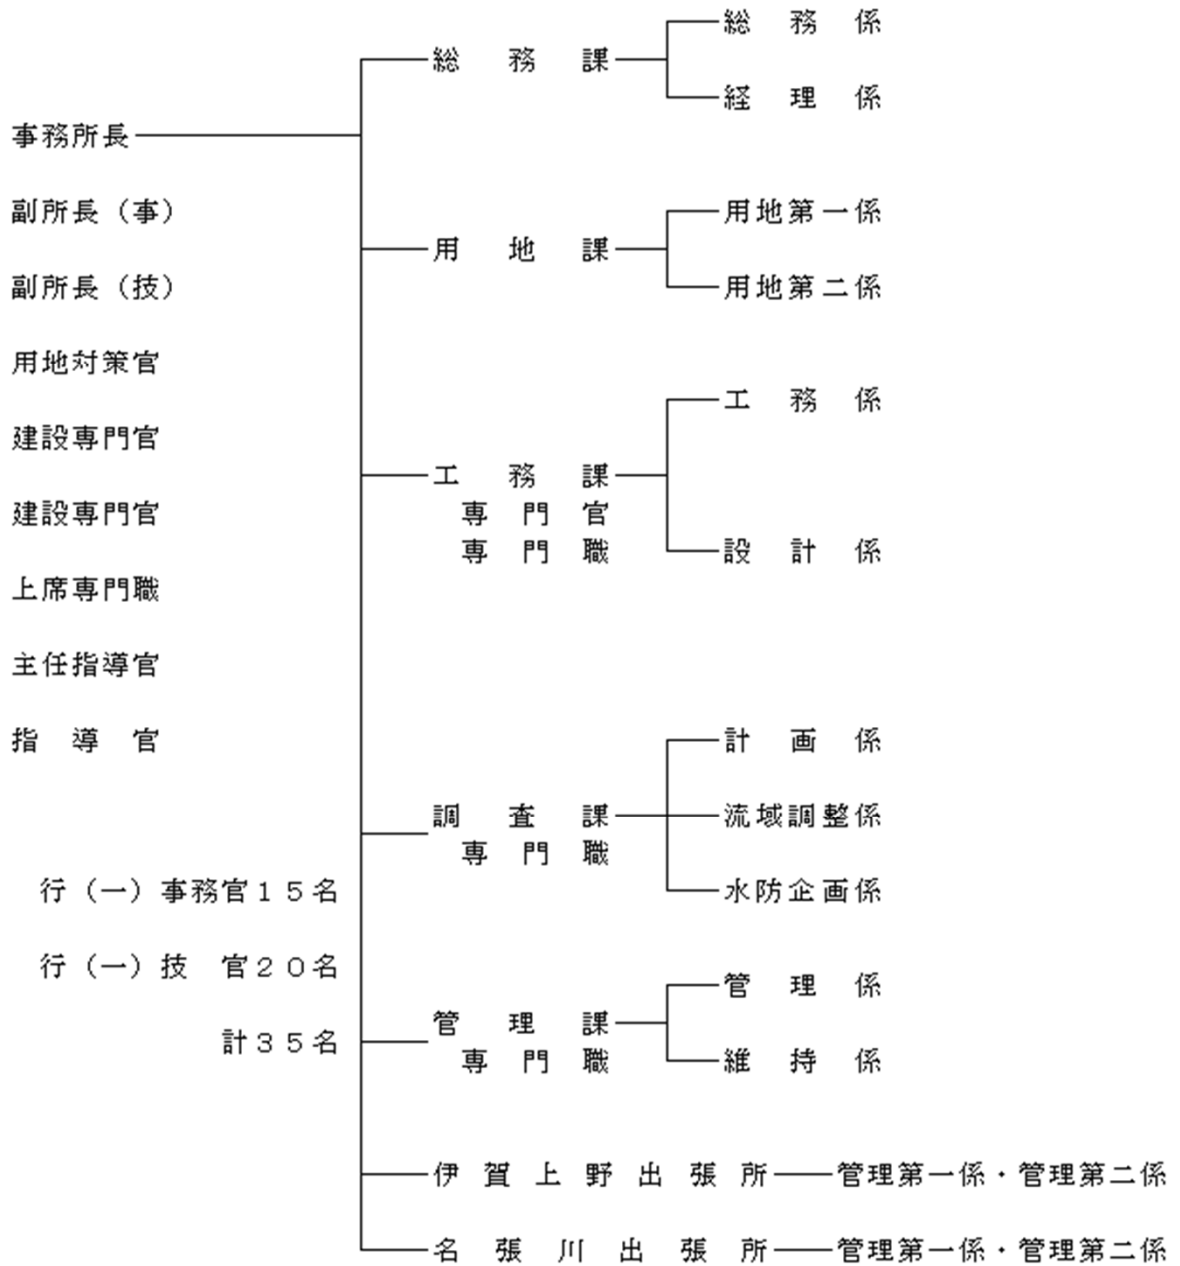 事務所長
副所長（事）
副所長（技）
用地対策官
建設専門官
建設専門官
上席専門職
主任指導官
指　導　官
行（一）事務官１５名
行（一）技　官２０名
計３５名
総　務　課
総　務　係
経　理　係
用　地　課
用地第一係
用地第二係
工　務　課
専　門　官
専　門　職
工　務　係
設　計　係
調　査　課
専　門　職
計　画　係
流域調整係
水防企画係
管　理　課
専　門　職
管　理　係
維　持　係
伊　賀　上　野　出　張　所
管理第一係・管理第二係
名　張　川　出　張　所
管理第一係・管理第二係